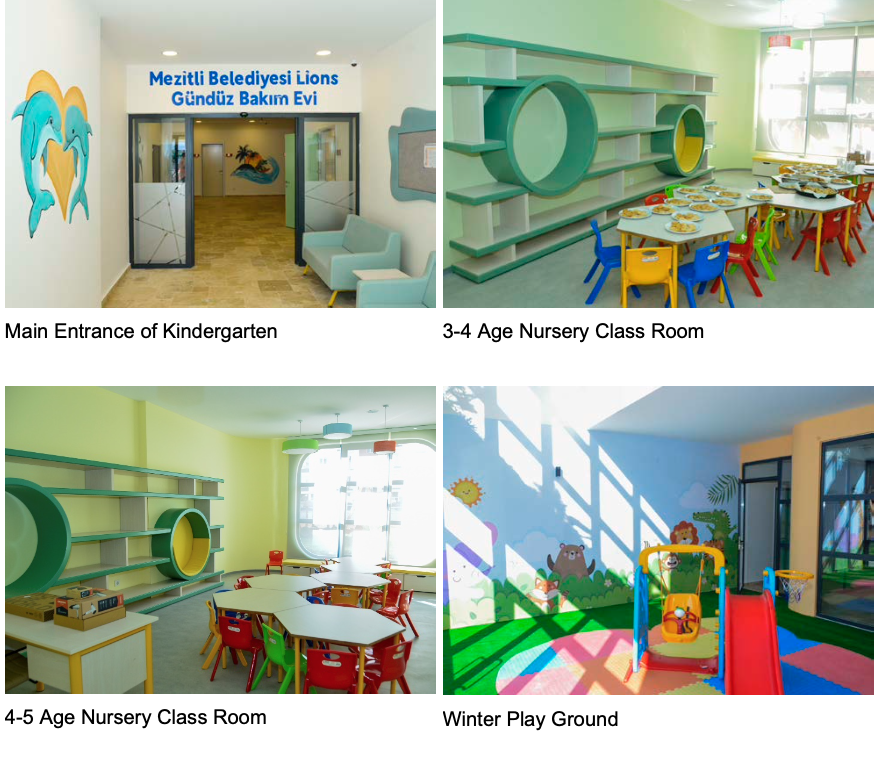 Mezitli Belediyesi Lions
Gündüz Bakım Evi
Main Entrance of Kindergarten
3-4 Age Nursery Class Room
4-5 Age Nursery Class Room
Winter Play Ground